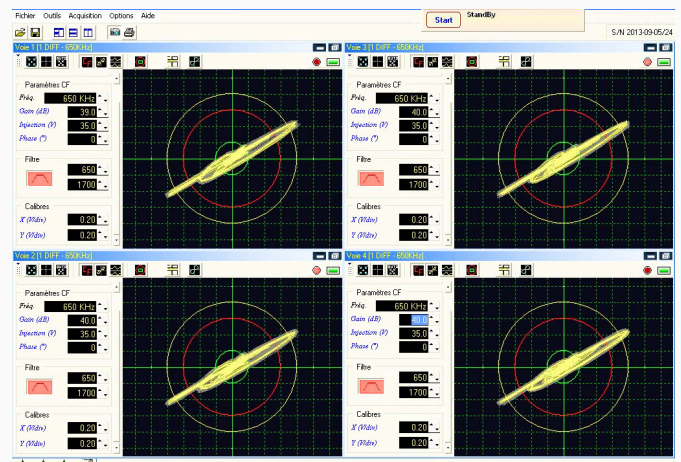 Fichier Outils Acquisition Options Aide
Start StandBy
S/N 2013-09-05/24
Voie 1 [1 DIFF - 650KHz]
Paramètres CF
Fréq. 650 KHz
Gain (dB) 39.0
Injection (V) 35.0
Phase (°) 0
Filtre
650
1700
Calibres
X (V/div) 0.20
Y (V/div) 0.20
Voie 3 [1 DIFF - 650KHz]
Paramètres CF
Fréq. 650 KHz
Gain (dB) 40.0
Injection (V) 35.0
Phase (°) 0
Filtre
650
1700
Calibres
X (V/div) 0.20
Y (V/div) 0.20
Voie 2 [1 DIFF - 650KHz]
Paramètres CF
Fréq. 650 KHz
Gain (dB) 40.0
Injection (V) 35.0
Phase (°) 0
Filtre
650
1700
Calibres
X (V/div) 0.20
Y (V/div) 0.20
Voie 4 [1 DIFF - 650KHz]
Paramètres CF
Fréq. 650 KHz
Gain (dB) 40.0
Injection (V) 35.0
Phase (°) 0
Filtre
650
1700
Calibres
X (V/div) 0.20
Y (V/div) 0.20